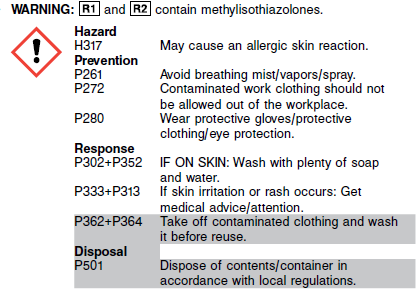 WARNING: R1 and R2 contain methylisothiazolones.
Hazard
H317 May cause an allergic skin reaction.
Prevention
P261 Avoid breathing mist/vapors/spray.
P272 Contaminated work clothing should not
be allowed out of the workplace.
P280 Wear protective gloves/protective
clothing/eye protection.
Response
P302+P352 IF ON SKIN: Wash with plenty of soap
and water.
P333+P313 If skin irritation or rash occurs: Get
medical advice/attention.
P362+P364 Take off contaminated clothing and wash
it before reuse.
Disposal
P501 Dispose of contents/container in
accordance with local regulations.